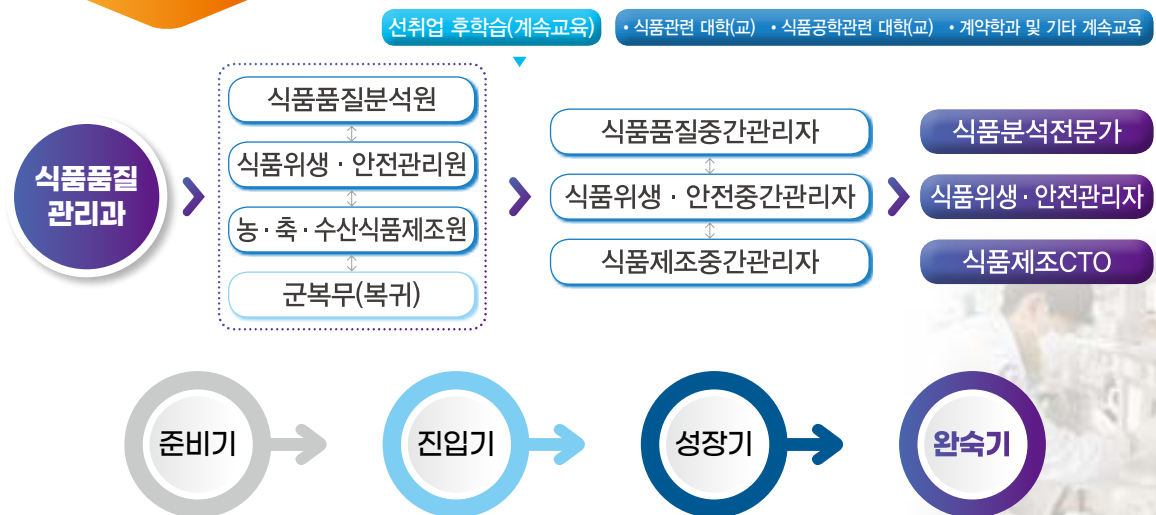 선취업 후학습(계속교육)
• 식품관련 대학(교) • 식품공학관련 대학(교) • 계약학과 및 기타 계속교육
식품품질
관리과
식품품질분석원
식품위생 · 안전관리원
농 · 축 · 수산식품제조원
군복무(복귀)
식품품질중간관리자
식품위생 · 안전중간관리자
식품제조중간관리자
식품분석전문가
식품위생 · 안전관리자
식품제조CTO
준비기
진입기
성장기
완숙기